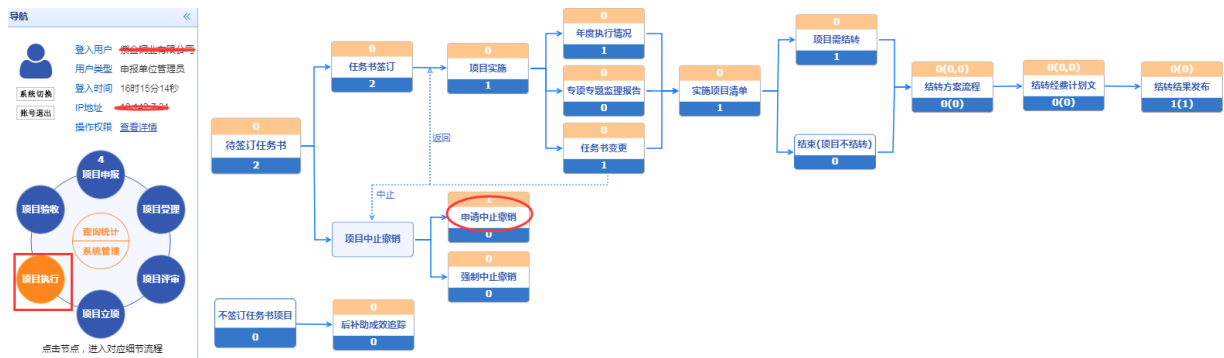 导航
«
登入用户
用户类型 申报单位管理员
登入时间 16时15分14秒
IP地址
操作权限 查看详情
系统切换
账号退出
4
项目申报
项目验收
项目受理
查询统计
系统管理
项目执行
项目评审
项目立项
点击节点，进入对应细节流程
0
待签订任务书
2
0
任务书签订
2
0
项目实施
1
返回
中止
0
年度执行情况
1
0
专项专题监理报告
0
0
任务书变更
1
0
实施项目清单
1
0
项目需结转
1
结束(项目不结转)
0
0(0,0)
结转方案流程
0(0)
0(0,0)
结转经费计划文
0(0)
0(0)
结转结果发布
1(1)
项目中止撤销
1
申请中止撤销
0
0
强制中止撤销
0
不签订任务书项目
0
0
后补助成效追踪
0